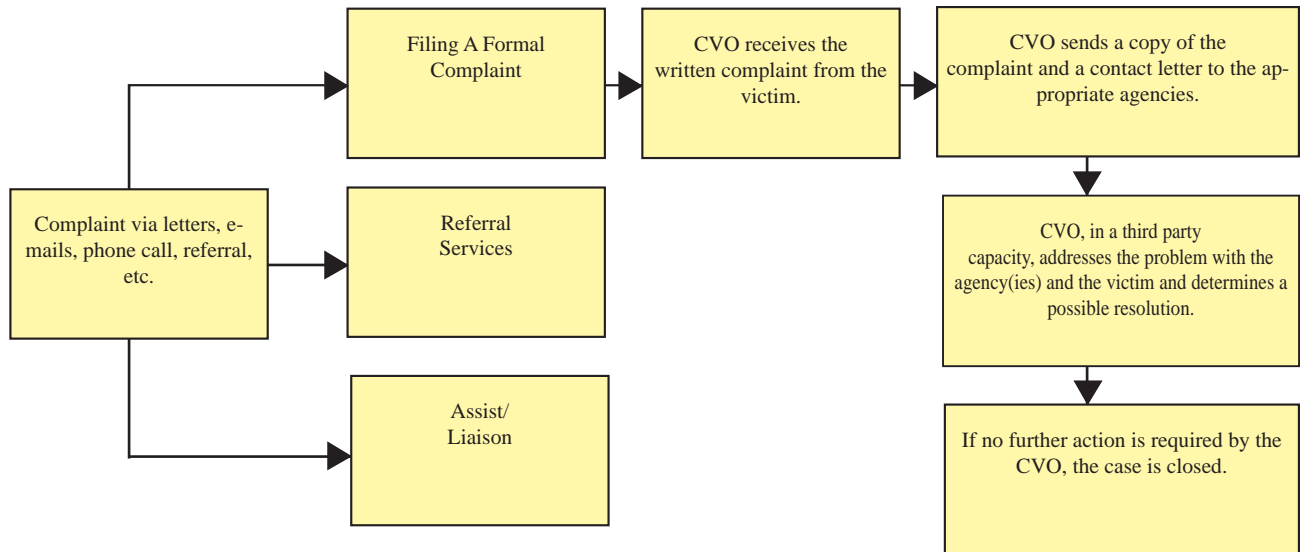 Filing A Formal
Complaint
CVO receives the
written complaint from the
victim.
CVO sends a copy of the
complaint and a contact letter to the ap-
propriate agencies.
Complaint via letters, e-
mails, phone call, referral,
etc.
Referral
Services
CVO, in a third party
capacity, addresses the problem with the
agency(ies) and the victim and determines a
possible resolution.
Assist/
Liaison
If no further action is required by the
CVO, the case is closed.